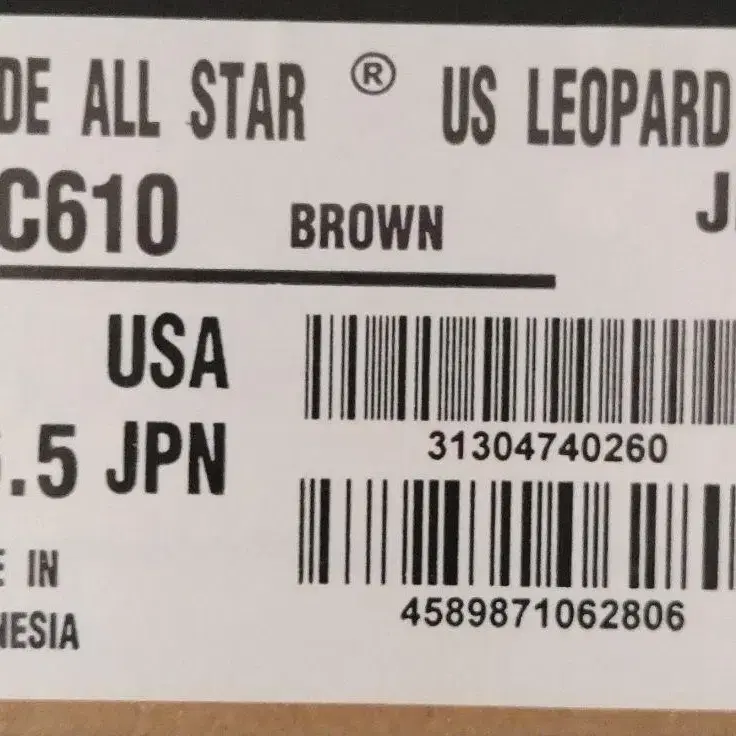 DE ALL STAR ® US LEOPARD
C610 BROWN J
USA
.5 JPN
31304740260
4589871062806
E IN
NESIA